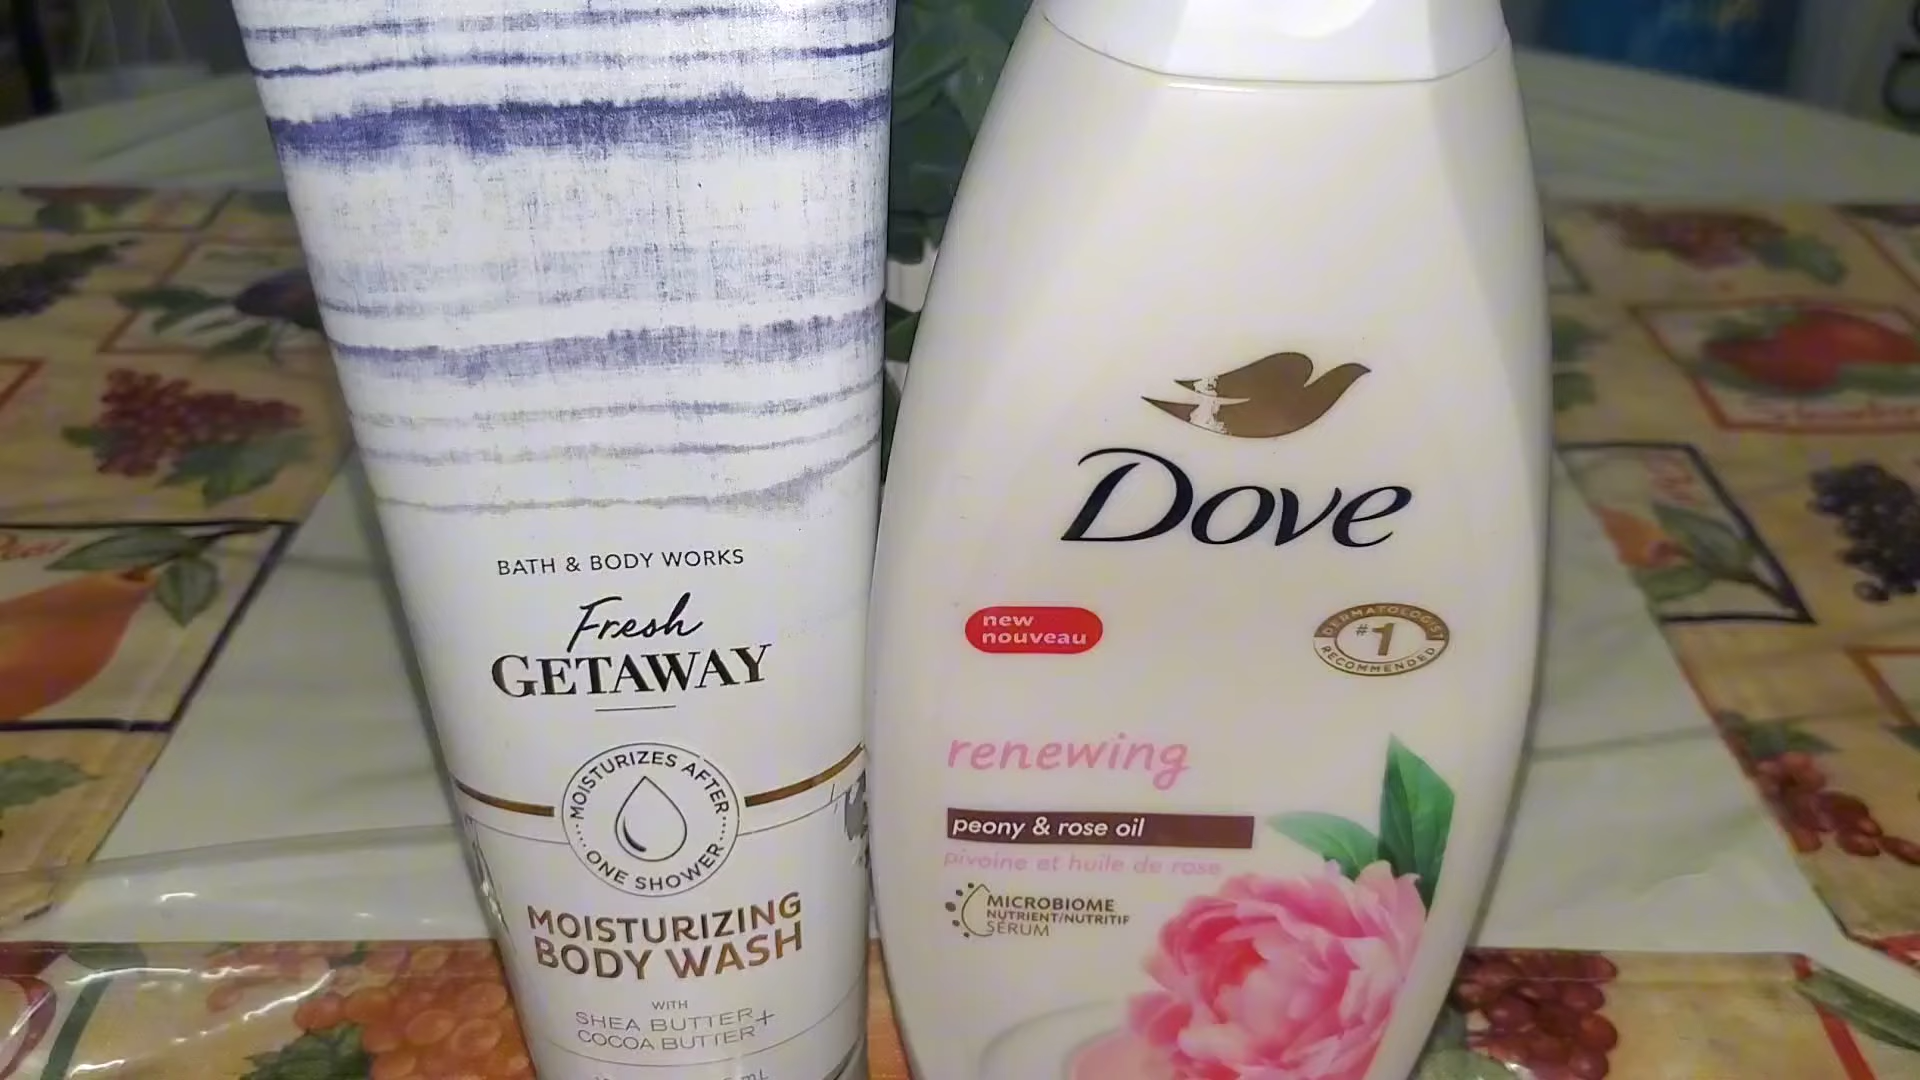 BATH & BODY WORKS
Fresh
GETAWAY
MOISTURIZES AFTER
ONE SHOWER
MOISTURIZING
BODY WASH
WITH
SHEA BUTTER+
COCOA BUTTER
mL
Dove
new
nouveau
DERMATOLOGIST
#1
RECOMMENDED
renewing
peony & rose oil
pivoine et huile de rose
MICROBIOME
NUTRIENT/NUTRITIF
SÉRUM